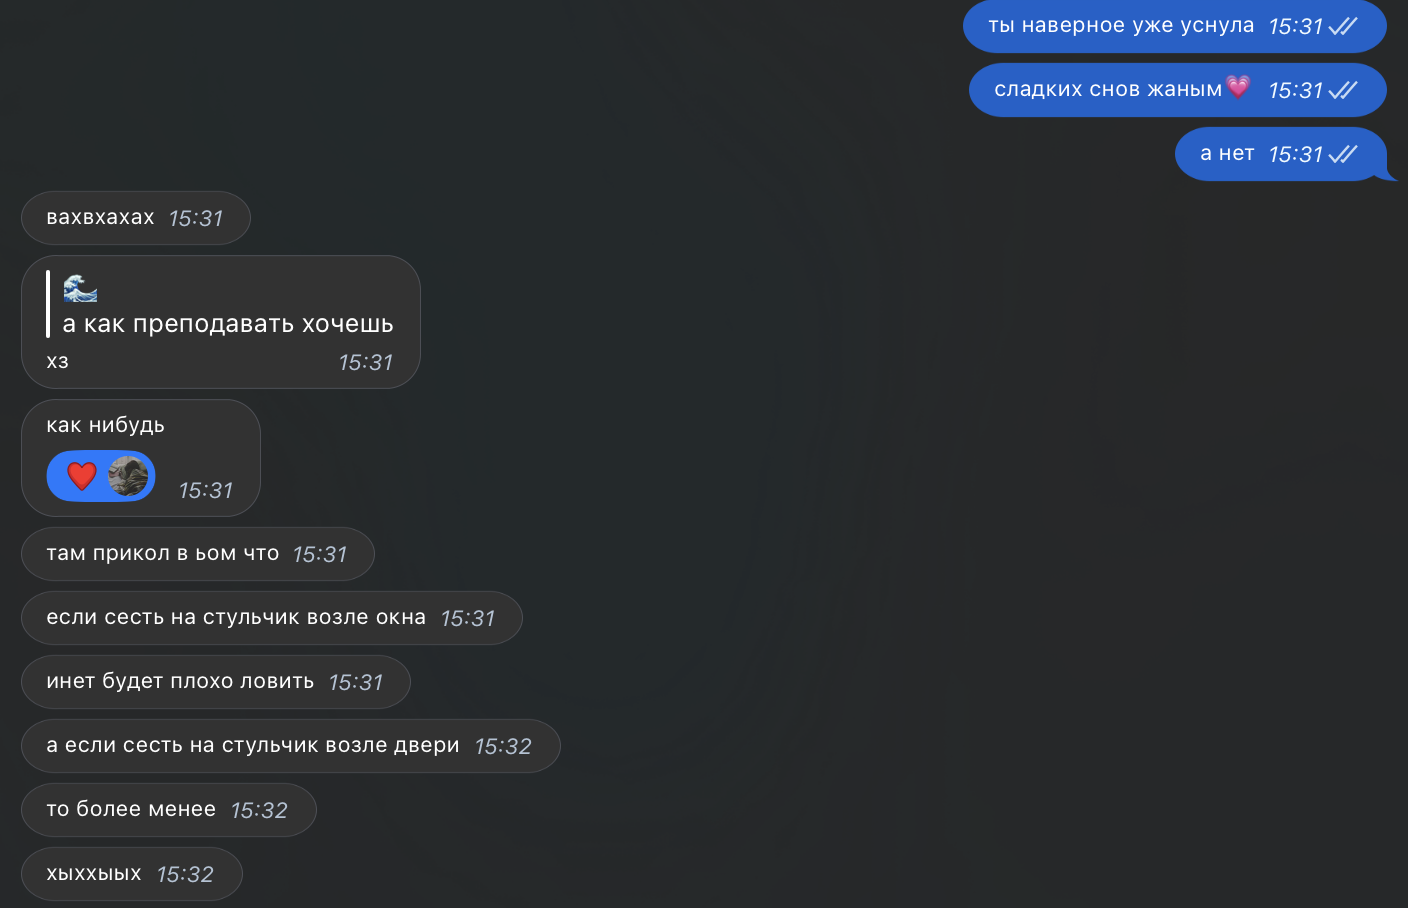 ты наверное уже уснула 15:31
сладких снов жаным💗 15:31
а нет 15:31
вахвхахах 15:31
🌊
а как преподавать хочешь
хз 15:31
как нибудь
❤️ 15:31
там прикол в ьом что 15:31
если сесть на стульчик возле окна 15:31
инет будет плохо ловить 15:31
а если сесть на стульчик возле двери 15:32
то более менее 15:32
хыххыых 15:32